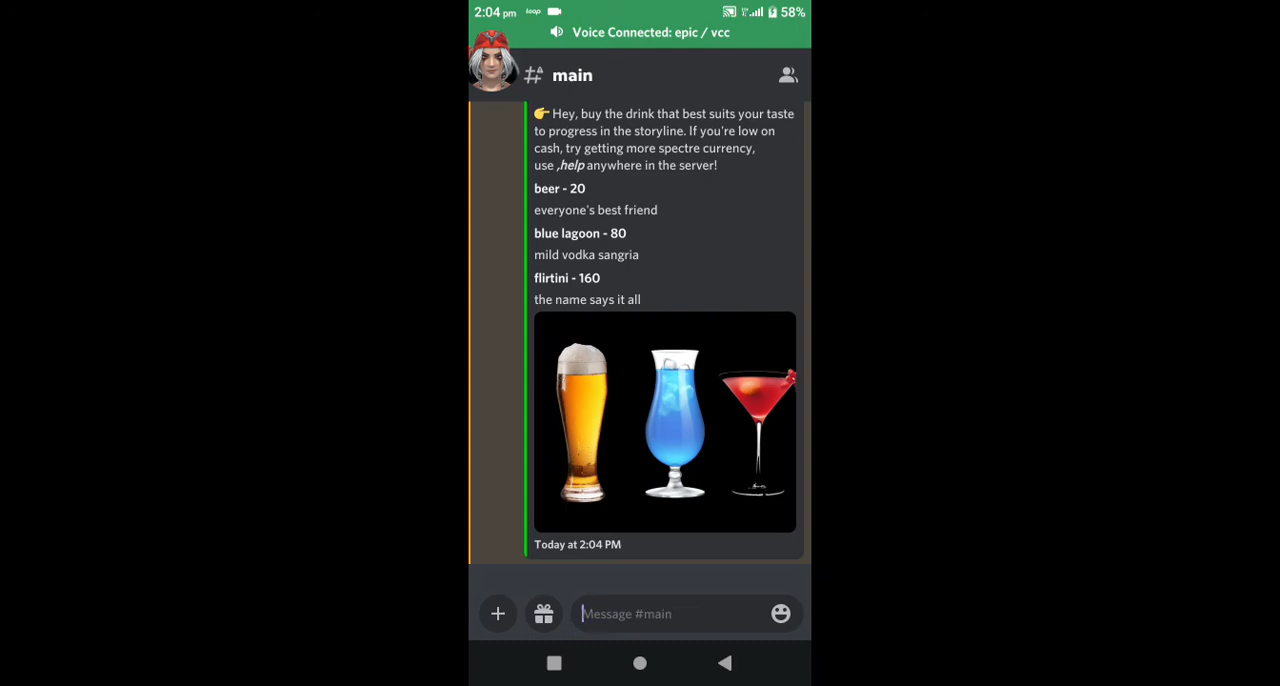 2:04 pm loop 58%
Voice Connected: epic / vcc
# main
👉 Hey, buy the drink that best suits your taste
to progress in the storyline. If you're low on
cash, try getting more spectre currency,
use ,help anywhere in the server!
beer - 20
everyone's best friend
blue lagoon - 80
mild vodka sangria
flirtini - 160
the name says it all
Today at 2:04 PM
Message #main